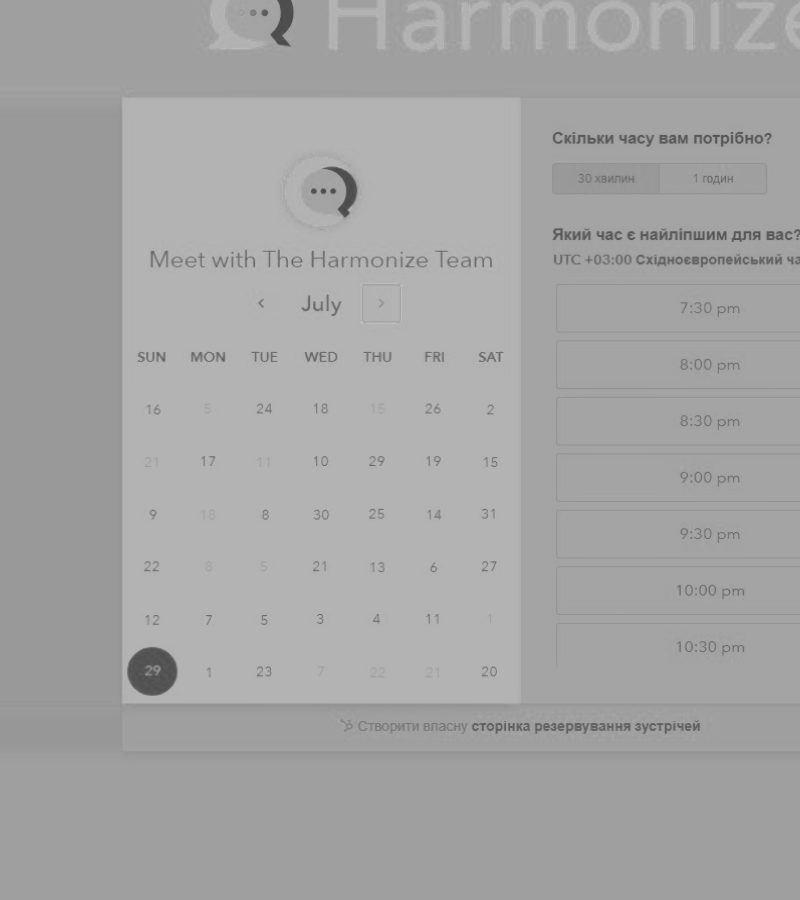 Harmonize
Meet with The Harmonize Team
July
SUN MON TUE WED THU FRI SAT
16 5 24 18 15 26 2
21 17 11 10 29 19 15
9 18 8 30 25 14 31
22 8 5 21 13 6 27
12 7 5 3 4 11 1
29 1 23 7 22 21 20
Скільки часу вам потрібно?
30 хвилин 1 годин
Який час є найліпшим для вас?
UTC +03:00 Східноєвропейський ча
7:30 pm
8:00 pm
8:30 pm
9:00 pm
9:30 pm
10:00 pm
10:30 pm
Створити власну сторінка резервування зустрічей